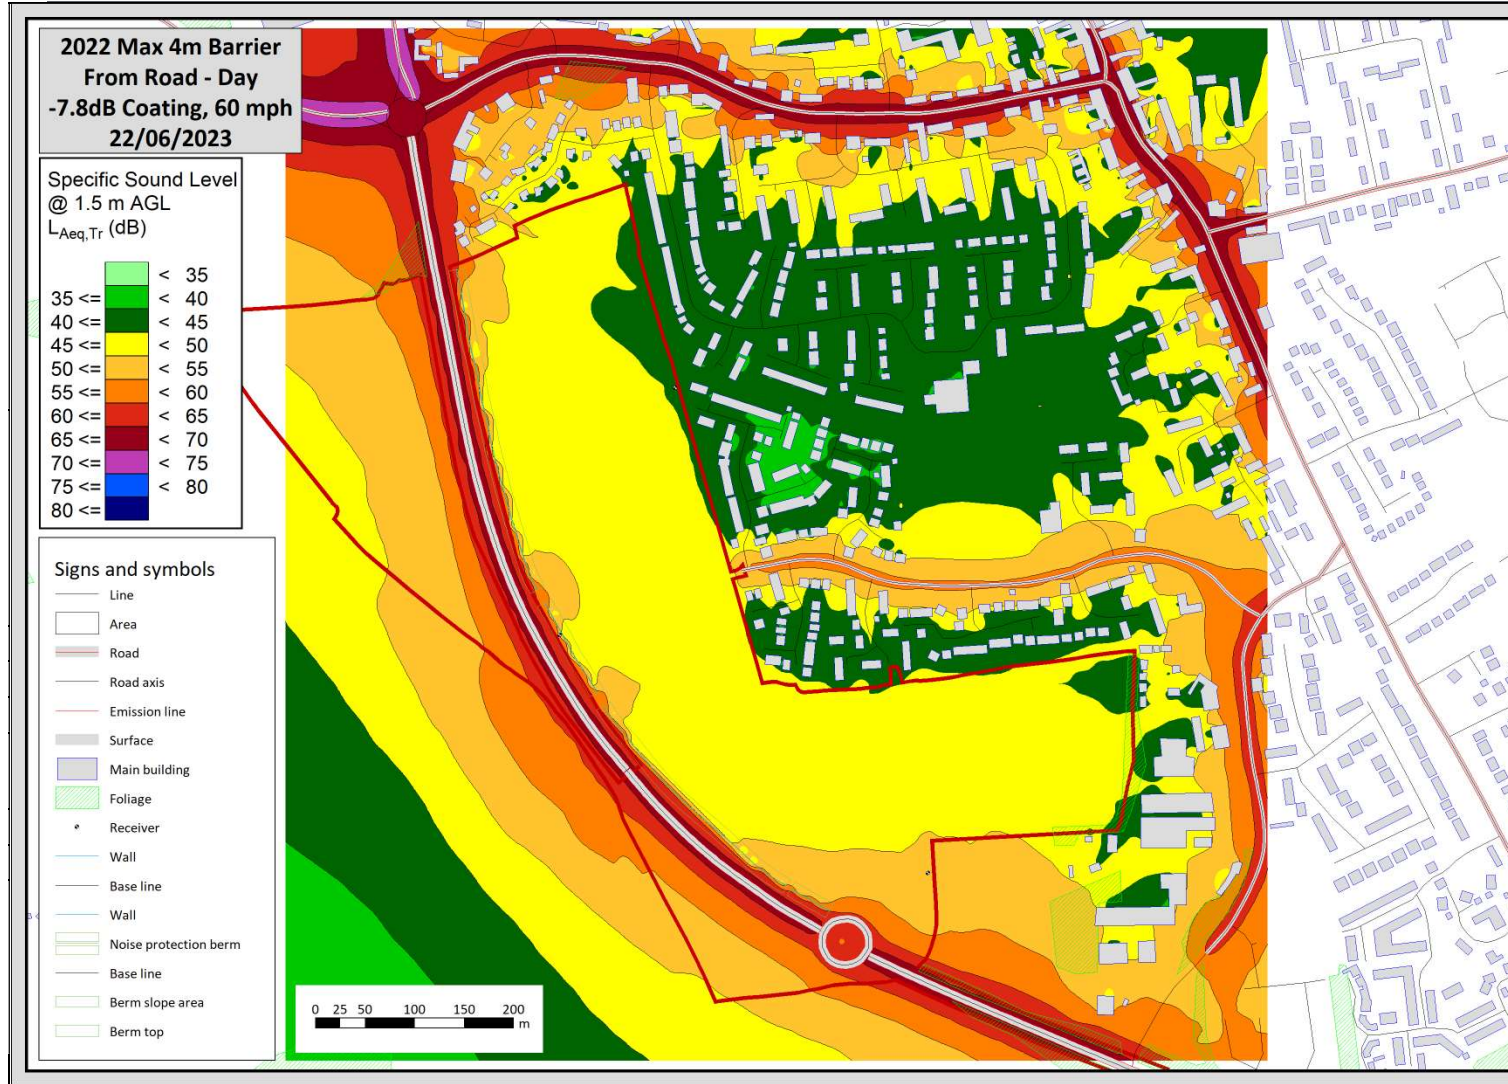 2022 Max 4m Barrier
From Road - Day
-7.8dB Coating, 60 mph
22/06/2023
Specific Sound Level
@ 1.5 m AGL
LAeq,Tr (dB)
< 35
35 <= < 40
40 <= < 45
45 <= < 50
50 <= < 55
55 <= < 60
60 <= < 65
65 <= < 70
70 <= < 75
75 <= < 80
80 <=
Signs and symbols
Line
Area
Road
Road axis
Emission line
Surface
Main building
Foliage
Receiver
Wall
Base line
Wall
Noise protection berm
Base line
Berm slope area
Berm top
0 25 50 100 150 200
m